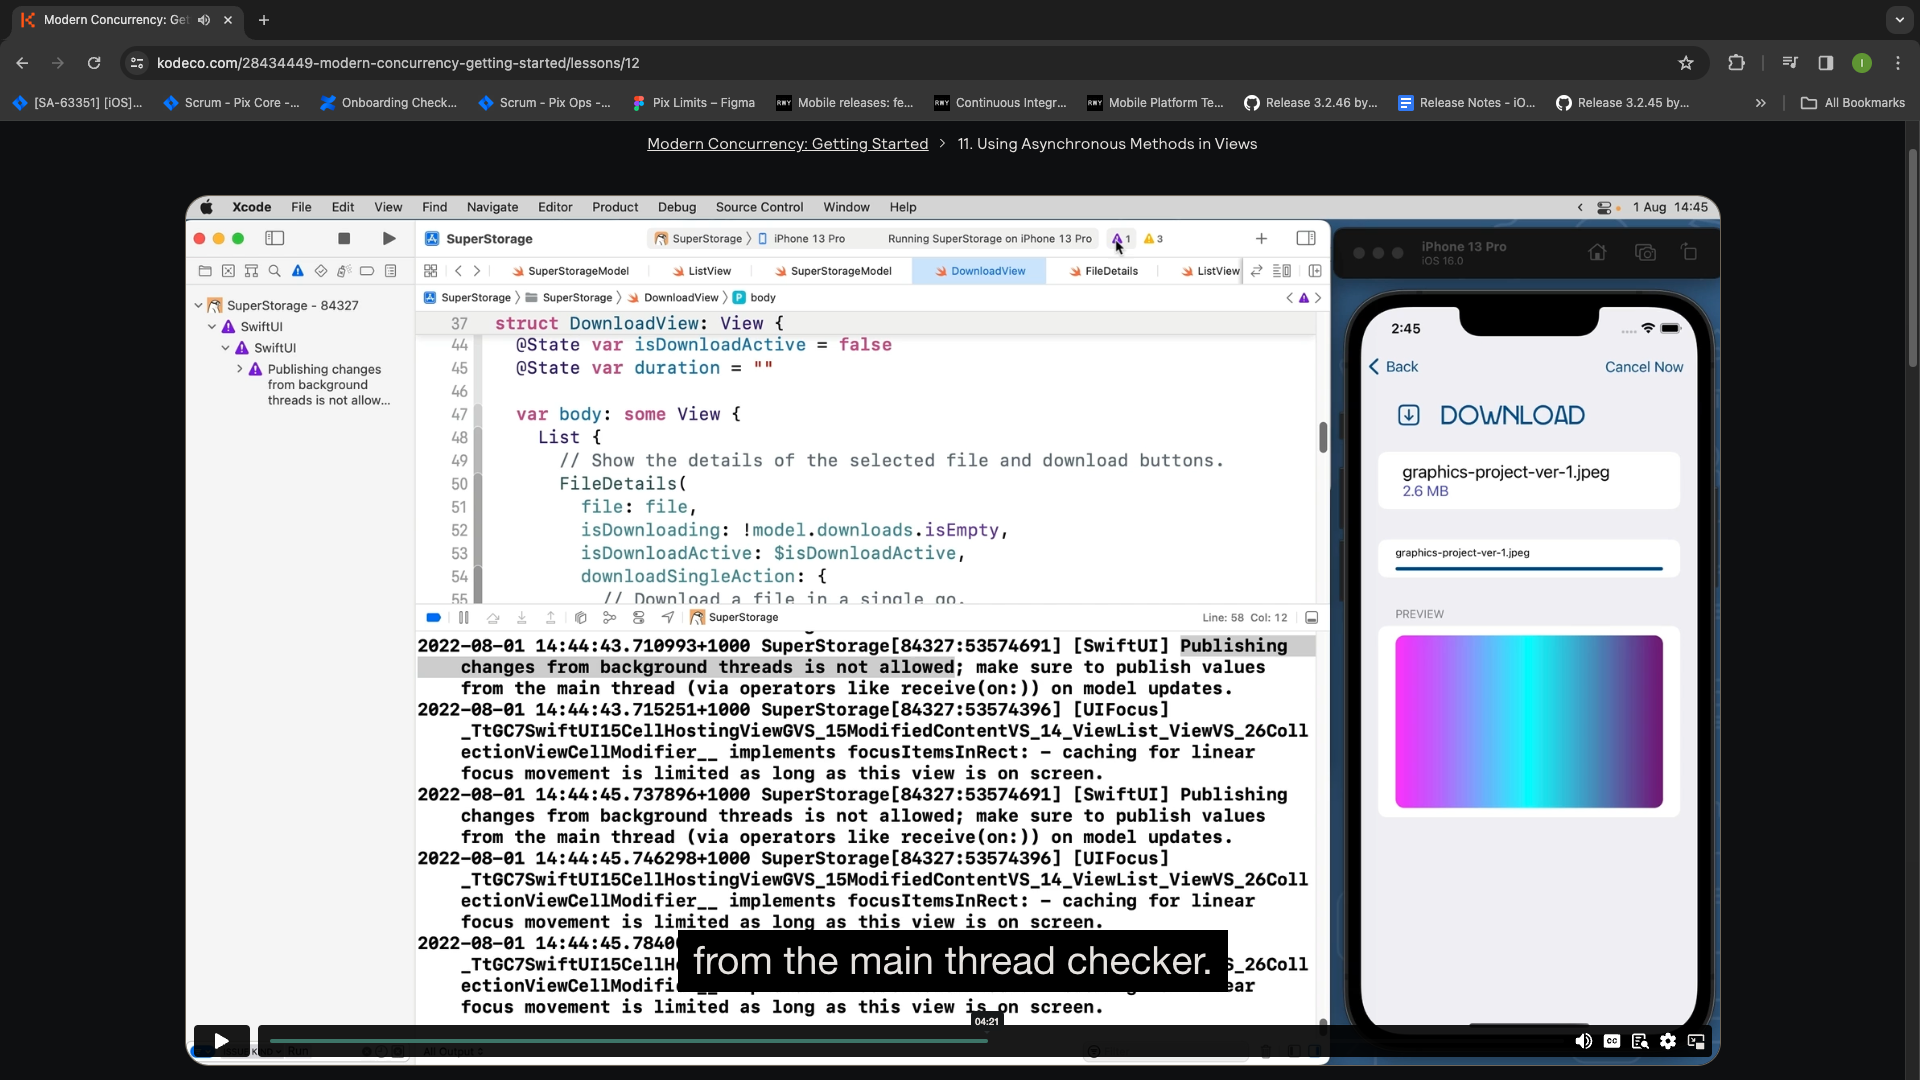 Modern Concurrency: Get
kodeco.com/28434449-modern-concurrency-getting-started/lessons/12
[SA-63351] [iOS]...
Scrum - Pix Core -...
Onboarding Check...
Scrum - Pix Ops -...
Pix Limits – Figma
Mobile releases: fe...
Continuous Integr...
Mobile Platform Te...
Release 3.2.46 by...
Release Notes - iO...
Release 3.2.45 by...
»
All Bookmarks
Modern Concurrency: Getting Started > 11. Using Asynchronous Methods in Views
Xcode File Edit View Find Navigate Editor Product Debug Source Control Window Help
1 Aug 14:45
SuperStorage
SuperStorage 〉 iPhone 13 Pro
Running SuperStorage on iPhone 13 Pro
1
3
SuperStorageModel
ListView
SuperStorageModel
DownloadView
FileDetails
ListView
SuperStorage 〉 SuperStorage 〉 DownloadView 〉 P body
SuperStorage - 84327
SwiftUI
SwiftUI
Publishing changes
from background
threads is not allow...
37 struct DownloadView: View {
44 @State var isDownloadActive = false
45 @State var duration = ""
46
47 var body: some View {
48 List {
49 // Show the details of the selected file and download buttons.
50 FileDetails(
51 file: file,
52 isDownloading: !model.downloads.isEmpty,
53 isDownloadActive: $isDownloadActive,
54 downloadSingleAction: {
55 // Download a file in a single go.
SuperStorage
Line: 58 Col: 12
2022-08-01 14:44:43.710993+1000 SuperStorage[84327:53574691] [SwiftUI] Publishing
changes from background threads is not allowed; make sure to publish values
from the main thread (via operators like receive(on:)) on model updates.
2022-08-01 14:44:43.715251+1000 SuperStorage[84327:53574396] [UIFocus]
_TtGC7SwiftUI15CellHostingViewGVS_15ModifiedContentVS_14_ViewList_ViewVS_26Coll
ectionViewCellModifier__ implements focusItemsInRect: - caching for linear
focus movement is limited as long as this view is on screen.
2022-08-01 14:44:45.737896+1000 SuperStorage[84327:53574691] [SwiftUI] Publishing
changes from background threads is not allowed; make sure to publish values
from the main thread (via operators like receive(on:)) on model updates.
2022-08-01 14:44:45.746298+1000 SuperStorage[84327:53574396] [UIFocus]
_TtGC7SwiftUI15CellHostingViewGVS_15ModifiedContentVS_14_ViewList_ViewVS_26Coll
ectionViewCellModifier__ implements focusItemsInRect: - caching for linear
focus movement is limited as long as this view is on screen.
2022-08-01 14:44:45.7840
_TtGC7SwiftUI15CellH
S_26Coll
ectionViewCellModifi
ear
focus movement is limited as long as this view is on screen.
from the main thread checker.
04:21
All Output
CC
iPhone 13 Pro
iOS 16.0
2:45
Back
Cancel Now
DOWNLOAD
graphics-project-ver-1.jpeg
2.6 MB
graphics-project-ver-1.jpeg
PREVIEW